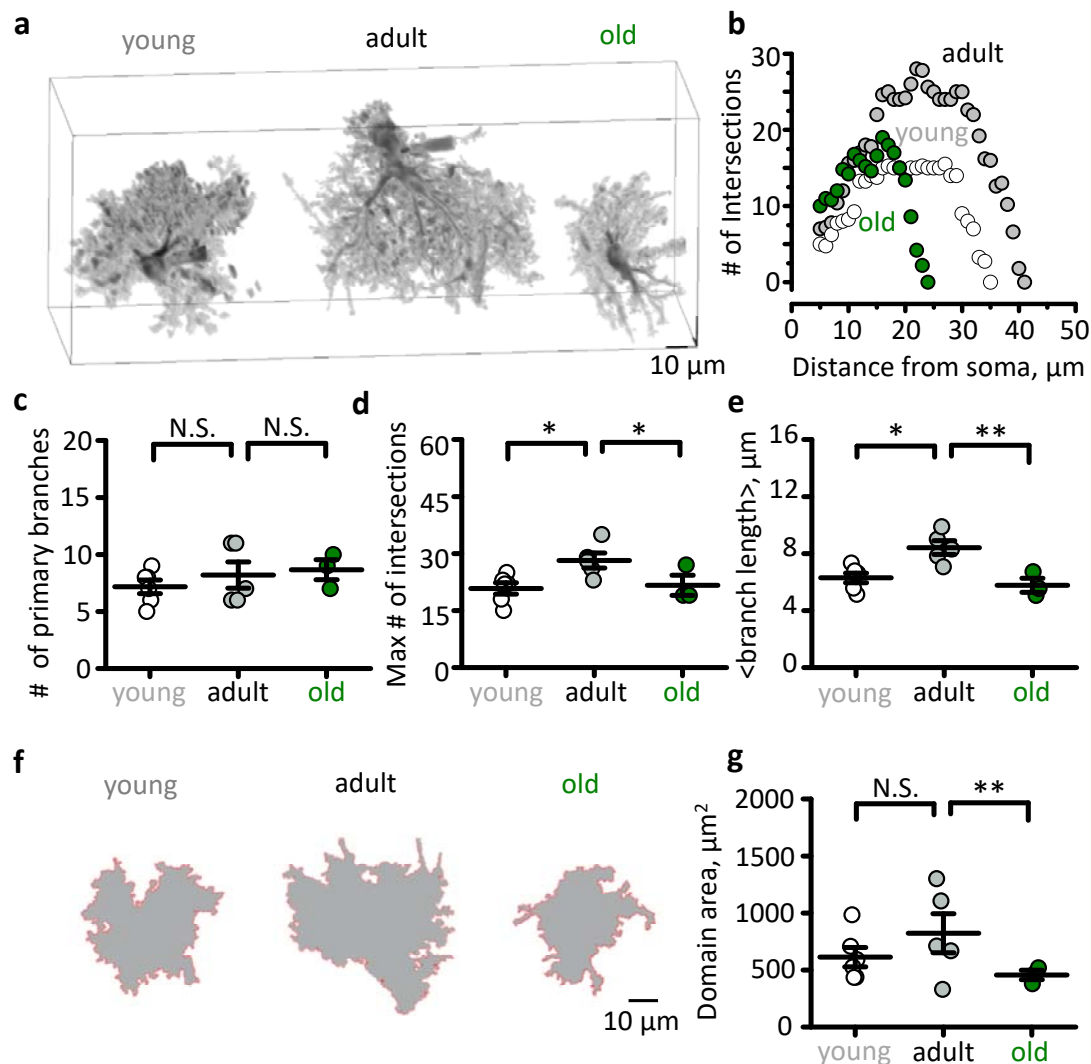 a
young
adult
old
10 µm
b
# of Intersections
30
20
10
0
adult
young
old
0
10
20
30
40
50
Distance from soma, µm
c
# of primary branches
20
15
10
5
0
N.S.
N.S.
young
adult
old
d
Max # of intersections
60
45
30
15
0
*
*
young
adult
old
e
<branch length>, µm
16
12
8
4
0
*
**
young
adult
old
f
young
adult
old
10 µm
g
Domain area, µm²
2000
1500
1000
500
0
N.S.
**
young
adult
old